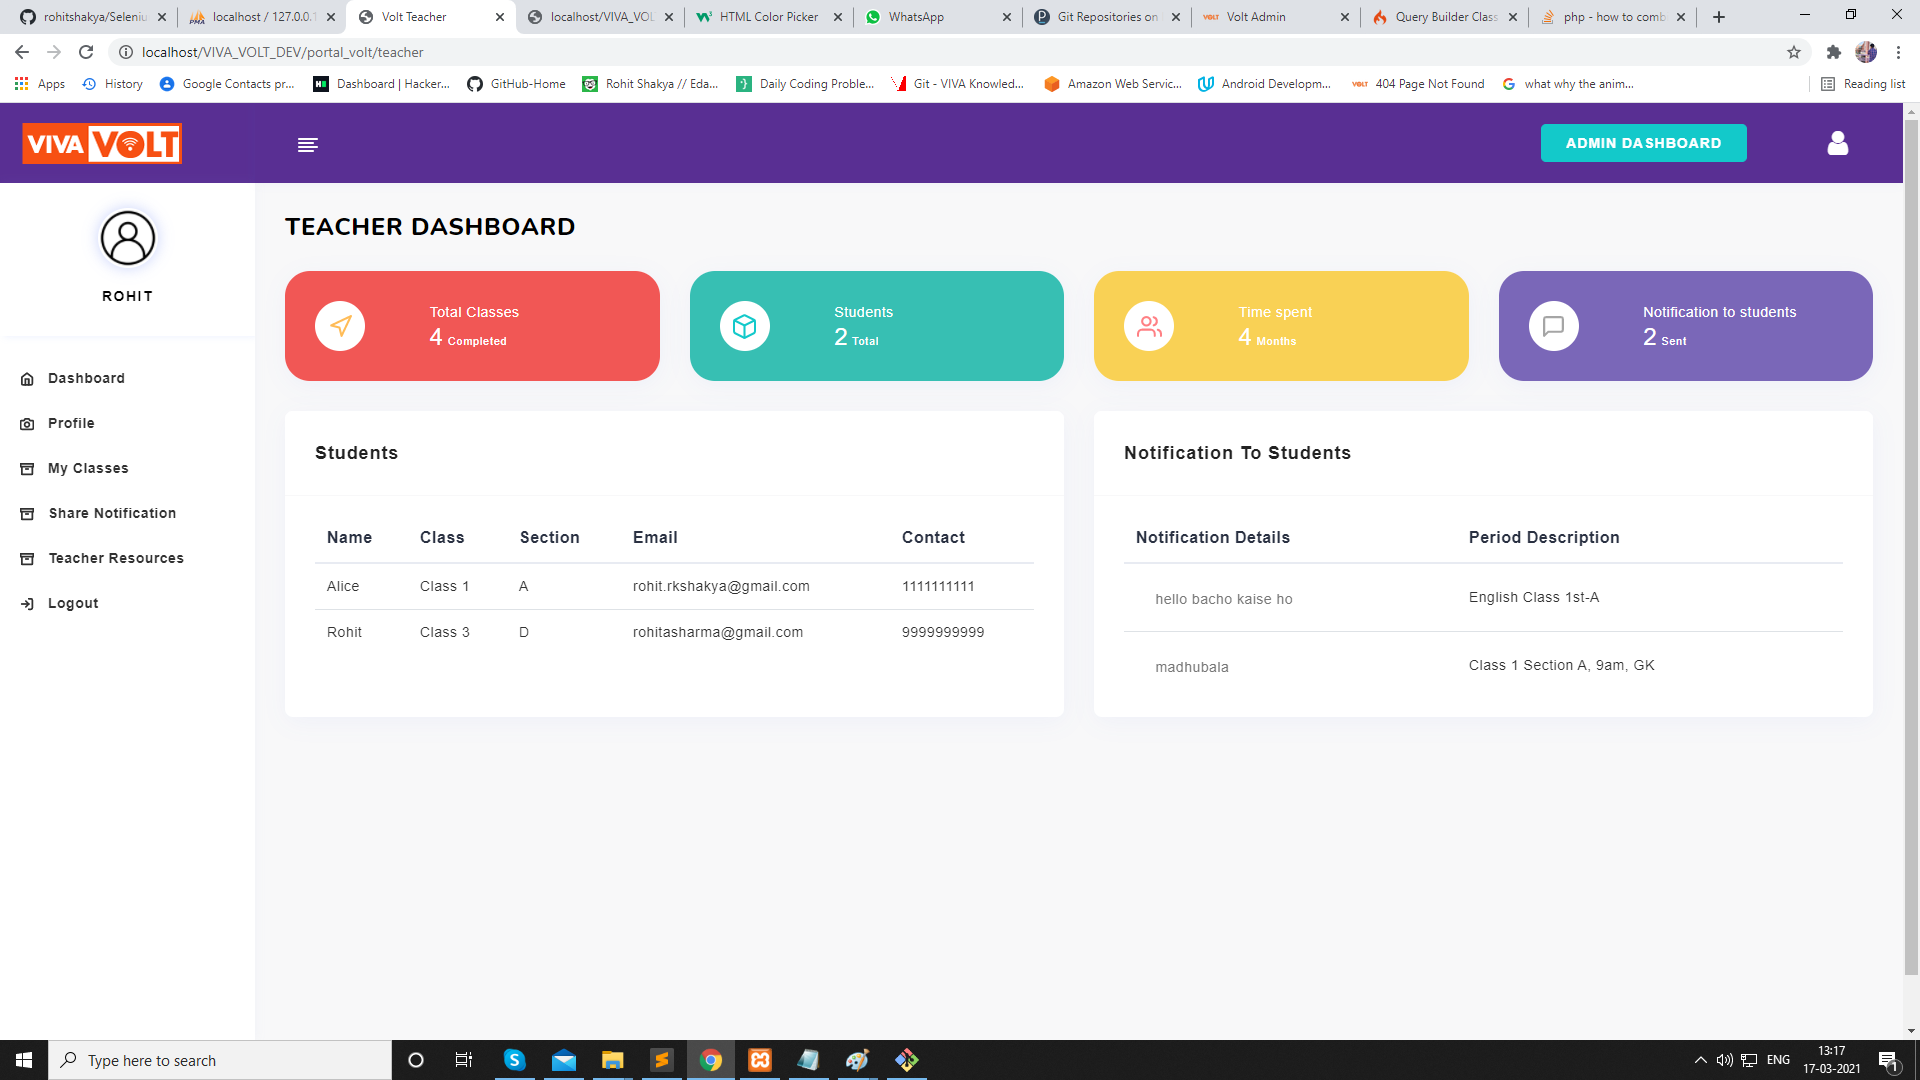 rohitshakya/Seleniu
localhost / 127.0.0.1
Volt Teacher
localhost/VIVA_VOL
HTML Color Picker
WhatsApp
Git Repositories on
VOLT Volt Admin
Query Builder Class
php - how to comb
localhost/VIVA_VOLT_DEV/portal_volt/teacher
Apps
History
Google Contacts pr...
Dashboard | Hacker...
GitHub-Home
Rohit Shakya // Eda...
Daily Coding Proble...
Git - VIVA Knowled...
Amazon Web Servic...
Android Developm...
VOLT 404 Page Not Found
what why the anim...
Reading list
VIVA VOLT
ADMIN DASHBOARD
ROHIT
Dashboard
Profile
My Classes
Share Notification
Teacher Resources
Logout
TEACHER DASHBOARD
Total Classes
4 Completed
Students
2 Total
Time spent
4 Months
Notification to students
2 Sent
Students
Name Class Section Email Contact
Alice Class 1 A rohit.rkshakya@gmail.com 1111111111
Rohit Class 3 D rohitasharma@gmail.com 9999999999
Notification To Students
Notification Details Period Description
hello bacho kaise ho English Class 1st-A
madhubala Class 1 Section A, 9am, GK
Type here to search
ENG
13:17
17-03-2021
1